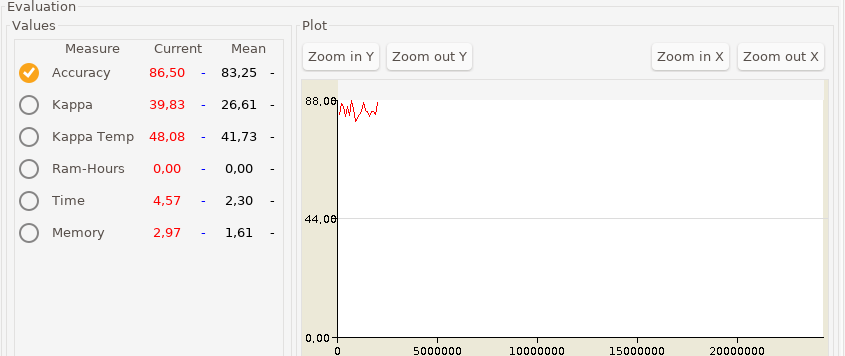 Evaluation
Values
Measure Current Mean
Accuracy 86,50 - 83,25 -
Kappa 39,83 - 26,61 -
Kappa Temp 48,08 - 41,73 -
Ram-Hours 0,00 - 0,00 -
Time 4,57 - 2,30 -
Memory 2,97 - 1,61 -
Plot
Zoom in Y Zoom out Y Zoom in X Zoom out X
88,00
44,00
0,00
0 5000000 10000000 15000000 20000000